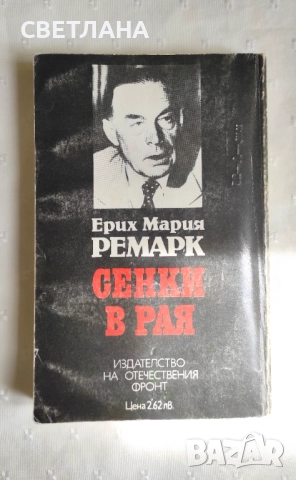 СВЕТЛАНА
Ерих Мария
РЕМАРК
СЕНКИ
В РАЯ
ИЗДАТЕЛСТВО
НА ОТЕЧЕСТВЕНИЯ
ФРОНТ
Цена 2.62 лв.
BAZAR